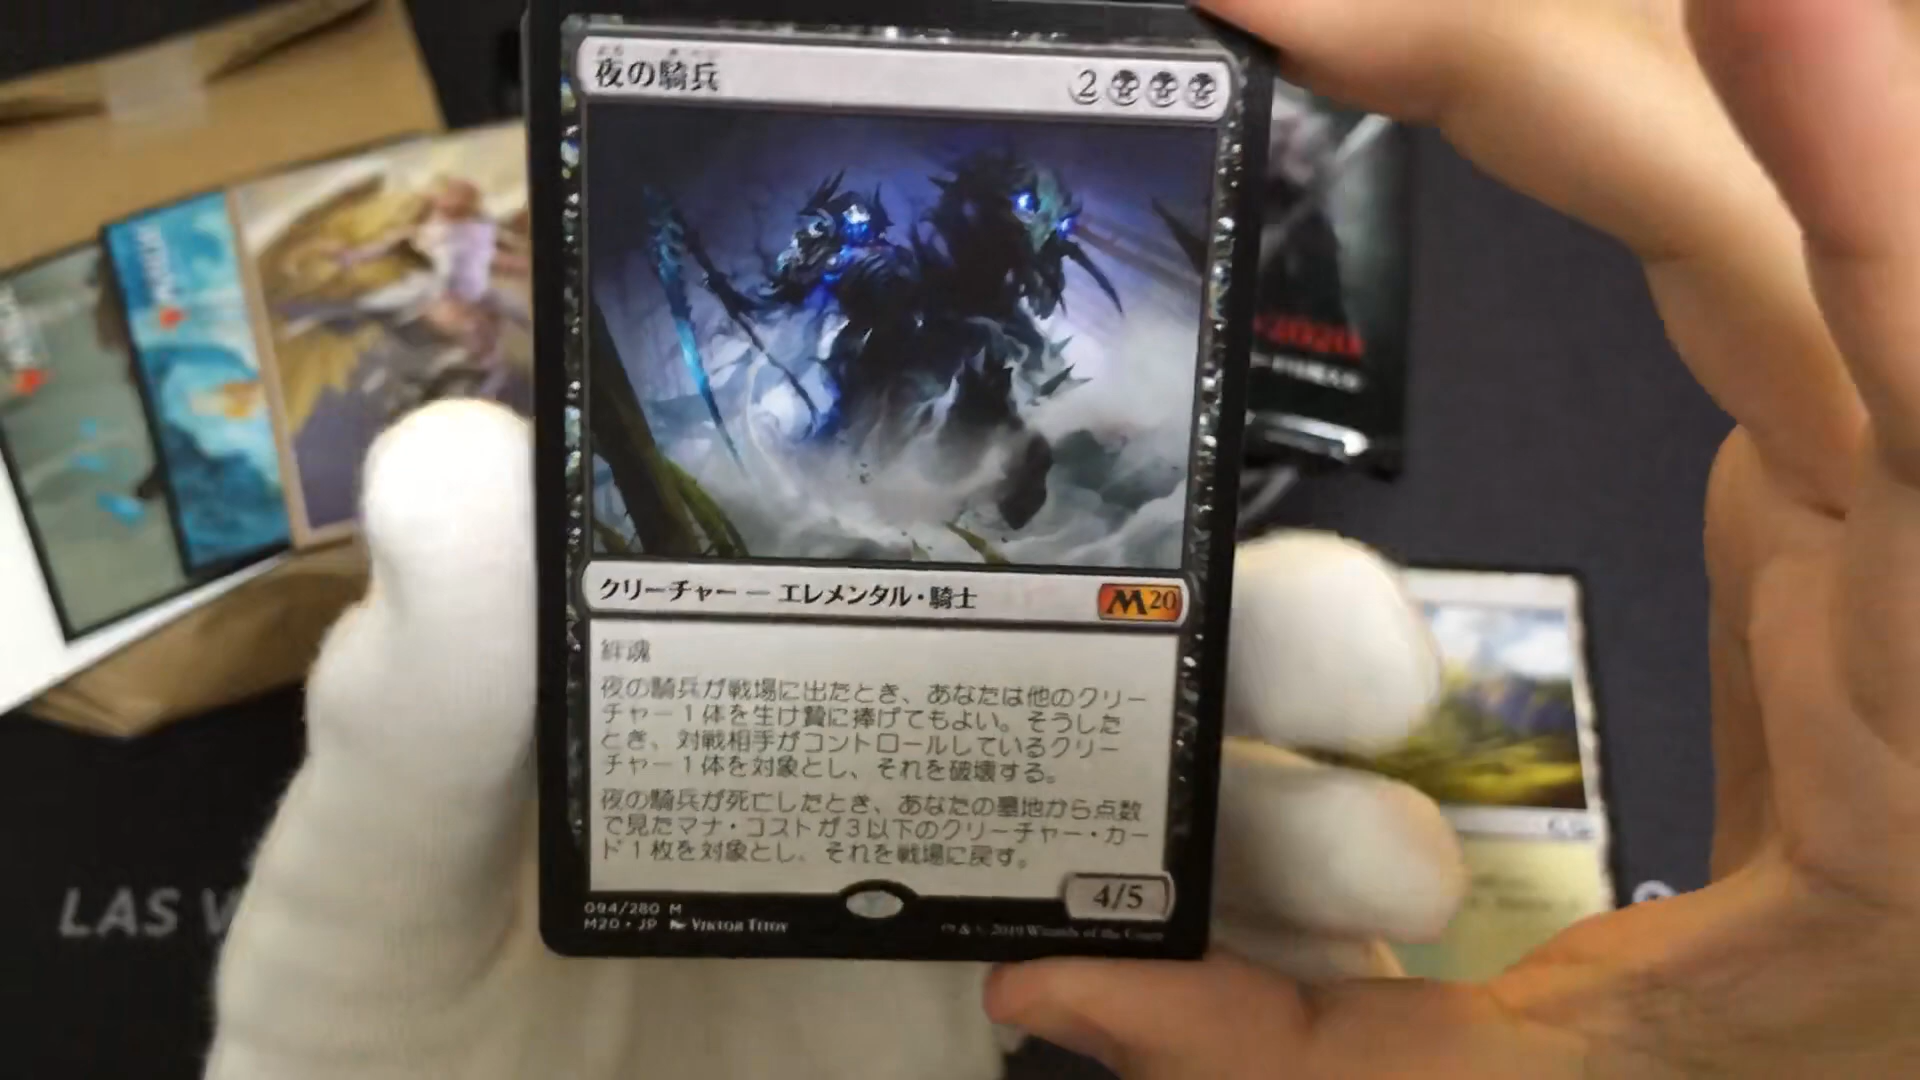 夜の騎兵
2
クリーチャー ― エレメンタル・騎士
M20
絆魂
夜の騎兵が戦場に出たとき、あなたは他のクリー
チャー１体を生け贄に捧げてもよい。そうした
とき、対戦相手がコントロールしているクリー
チャー１体を対象とし、それを破壊する。
夜の騎兵が死亡したとき、あなたの墓地から点数
で見たマナ・コストが３以下のクリーチャー・カー
ド１枚を対象とし、それを戦場に戻す。
4/5
094/280 M
M20・JP
& © 2019 Wizards of the Coast
2020
LAS V